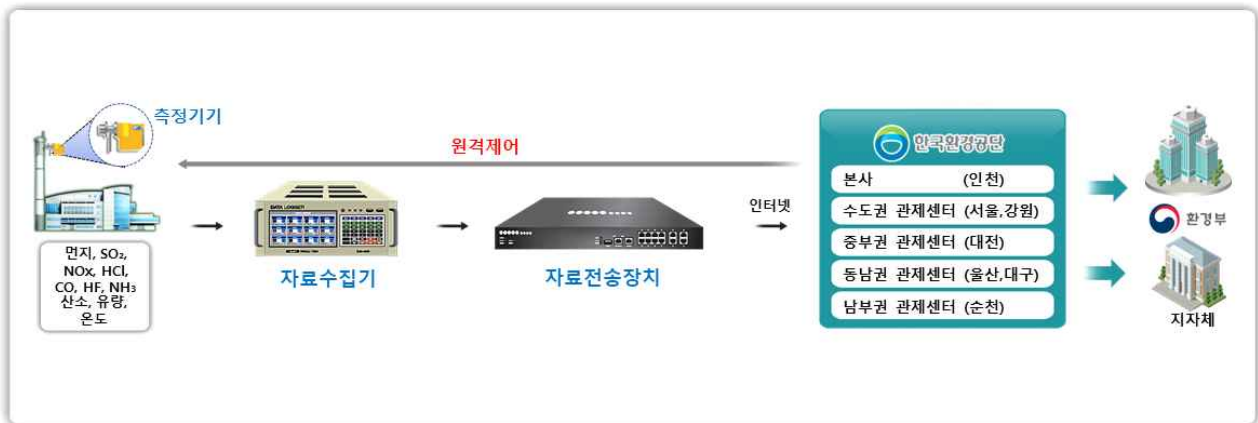 측정기기
원격제어
먼지, SO₂,
NOx, HCl,
CO, HF, NH₃
산소, 유량,
온도
DATA LOGGER
자료수집기
자료전송장치
인터넷
한국환경공단
본사 (인천)
수도권 관제센터 (서울,강원)
중부권 관제센터 (대전)
동남권 관제센터 (울산,대구)
남부권 관제센터 (순천)
환경부
지자체